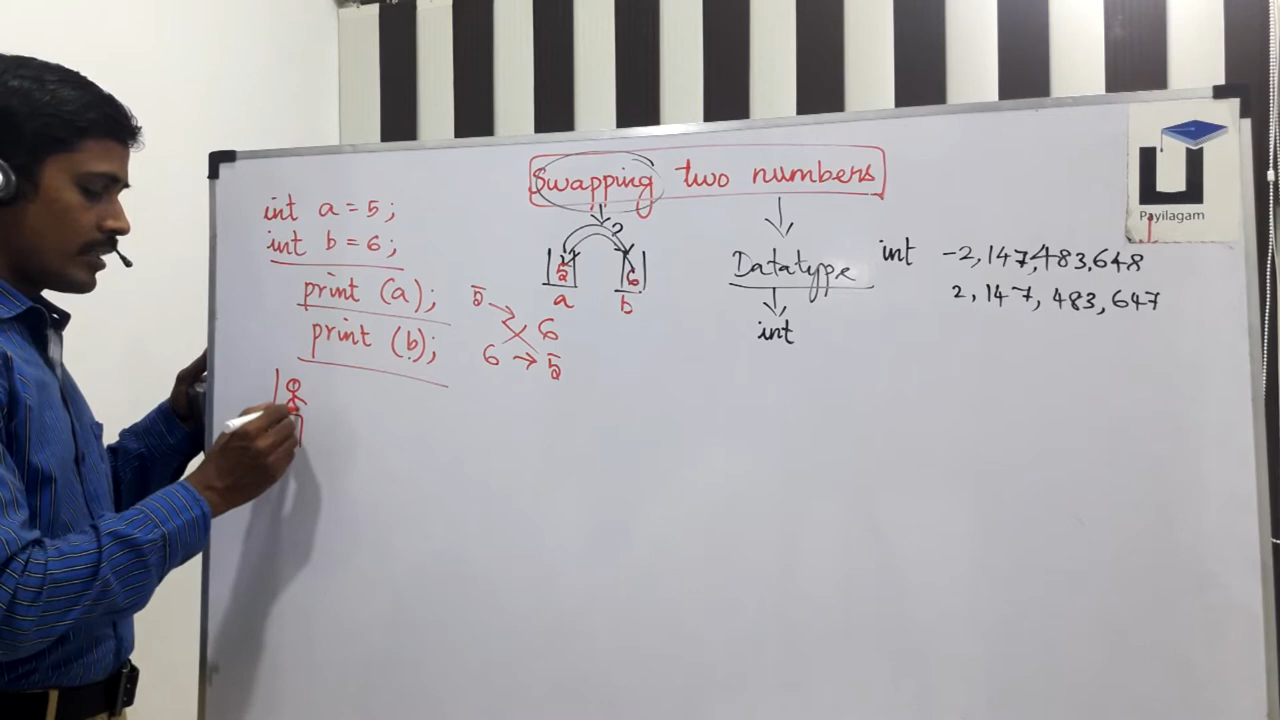 Swapping two numbers
int a = 5;
int b = 6;
print (a);
print (b);
5 6
a b
5 6
6 → 5
Datatype
int
int -2,147,483,648
2,147,483,647
Payilagam